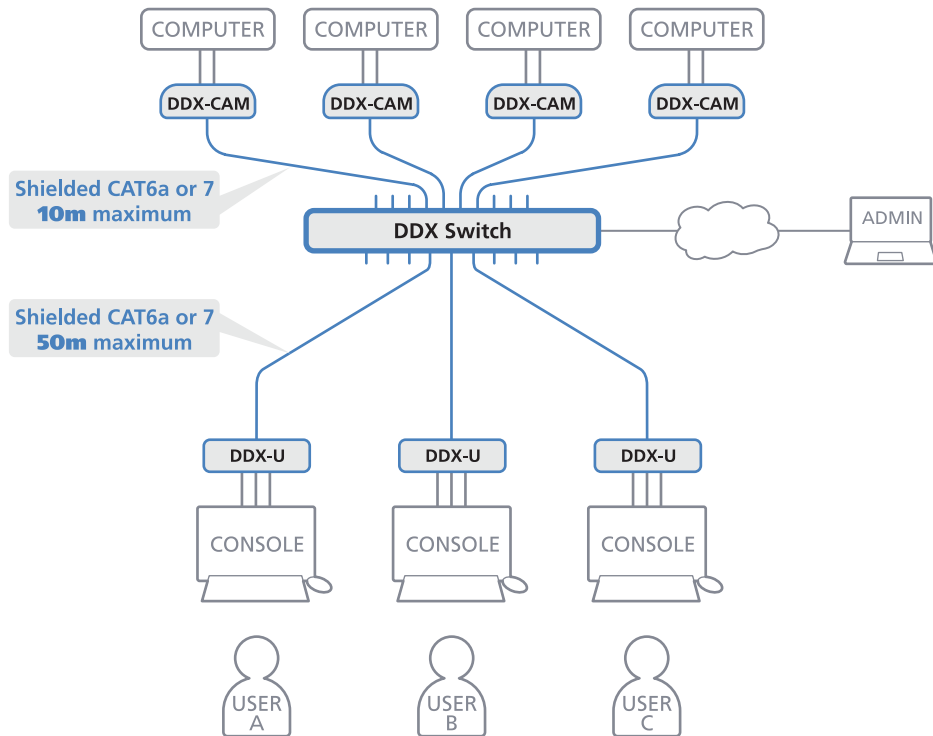 COMPUTER
COMPUTER
COMPUTER
COMPUTER
DDX-CAM
DDX-CAM
DDX-CAM
DDX-CAM
Shielded CAT6a or 7
10m maximum
DDX Switch
ADMIN
Shielded CAT6a or 7
50m maximum
DDX-U
DDX-U
DDX-U
CONSOLE
CONSOLE
CONSOLE
USER
A
USER
B
USER
C